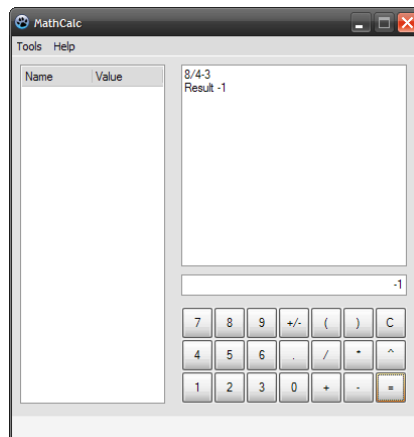 MathCalc
Tools Help
Name Value
8/4-3
Result -1
-1
7 8 9 +/- ( ) C
4 5 6 . / * ^
1 2 3 0 + - =